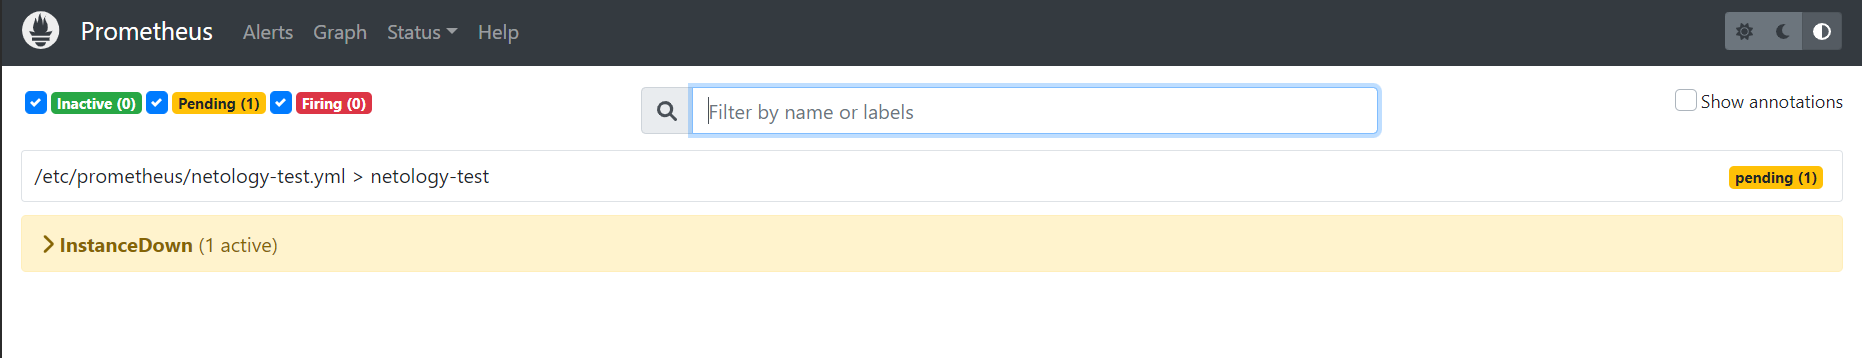 Prometheus Alerts Graph Status Help
Inactive (0) Pending (1) Firing (0) Filter by name or labels Show annotations
/etc/prometheus/netology-test.yml > netology-test pending (1)
InstanceDown (1 active)